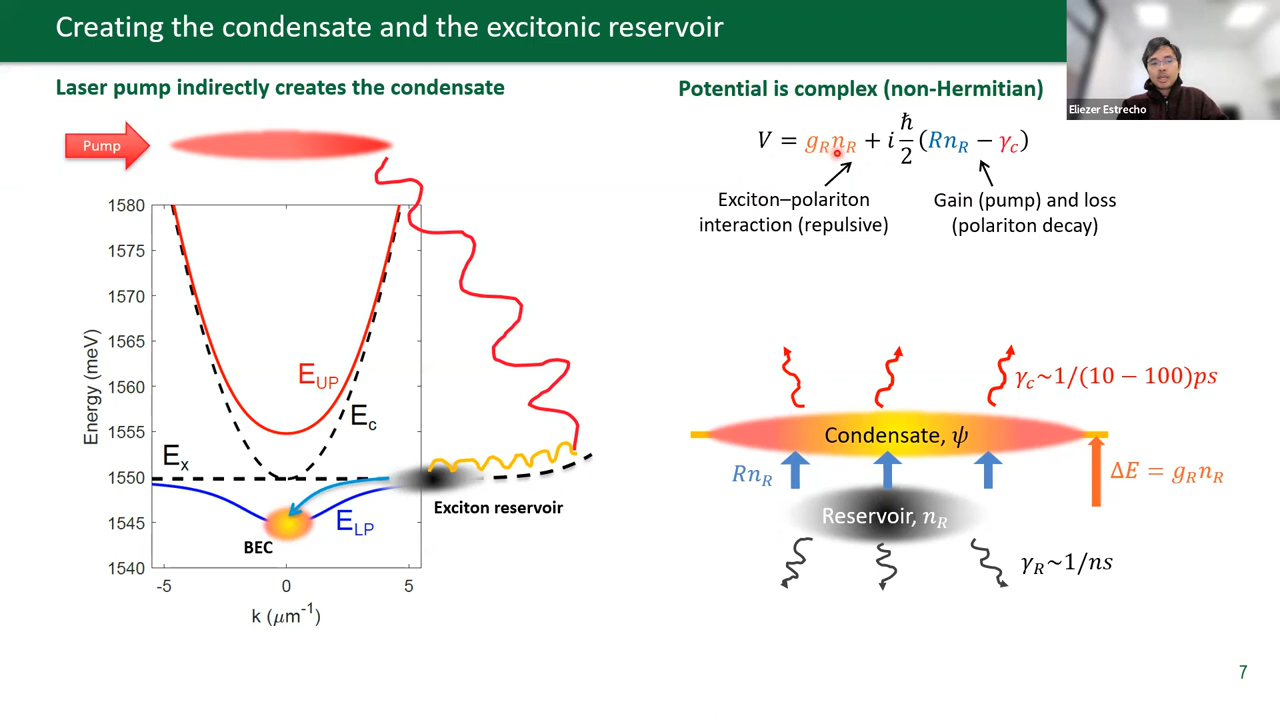 Creating the condensate and the excitonic reservoir
Eliezer Estrecho
Laser pump indirectly creates the condensate
Pump
1580
1575
1570
1565
1560
1555
1550
1545
1540
Energy (meV)
-5
0
5
k (μm⁻¹)
E_UP
E_c
E_x
E_LP
BEC
Exciton reservoir
Potential is complex (non-Hermitian)
V = g_R n_R + i ℏ/2 (Rn_R − γ_c)
Exciton–polariton
interaction (repulsive)
Gain (pump) and loss
(polariton decay)
γ_c~1/(10 − 100)ps
Condensate, ψ
Rn_R
ΔE = g_R n_R
Reservoir, n_R
γ_R~1/ns
7